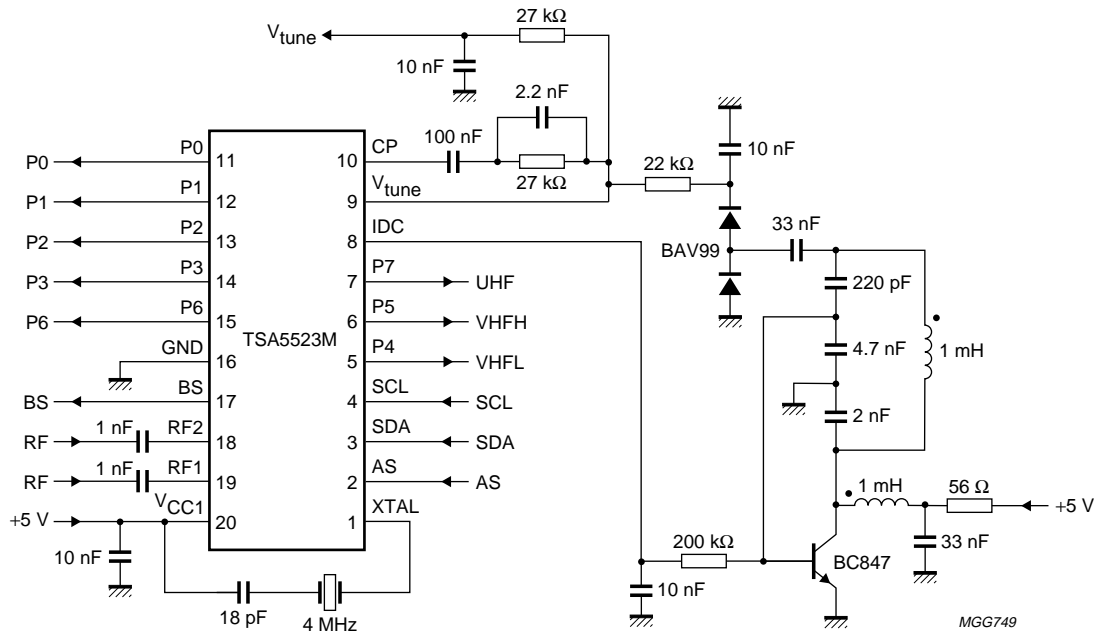 V tune
27 kΩ
10 nF
2.2 nF
100 nF
27 kΩ
22 kΩ
10 nF
33 nF
BAV99
220 pF
4.7 nF
2 nF
1 mH
P0 P0 11
P1 P1 12
P2 P2 13
P3 P3 14
P6 P6 15
GND 16
BS BS 17
RF 1 nF RF2 18
RF 1 nF RF1 19
+5 V VCC1 20
10 nF
TSA5523M
10 CP
9 Vtune
8 IDC
7 P7 UHF
6 P5 VHFH
5 P4 VHFL
4 SCL SCL
3 SDA SDA
2 AS AS
1 XTAL
18 pF
4 MHz
200 kΩ
10 nF
1 mH
56 Ω
+5 V
33 nF
BC847
MGG749